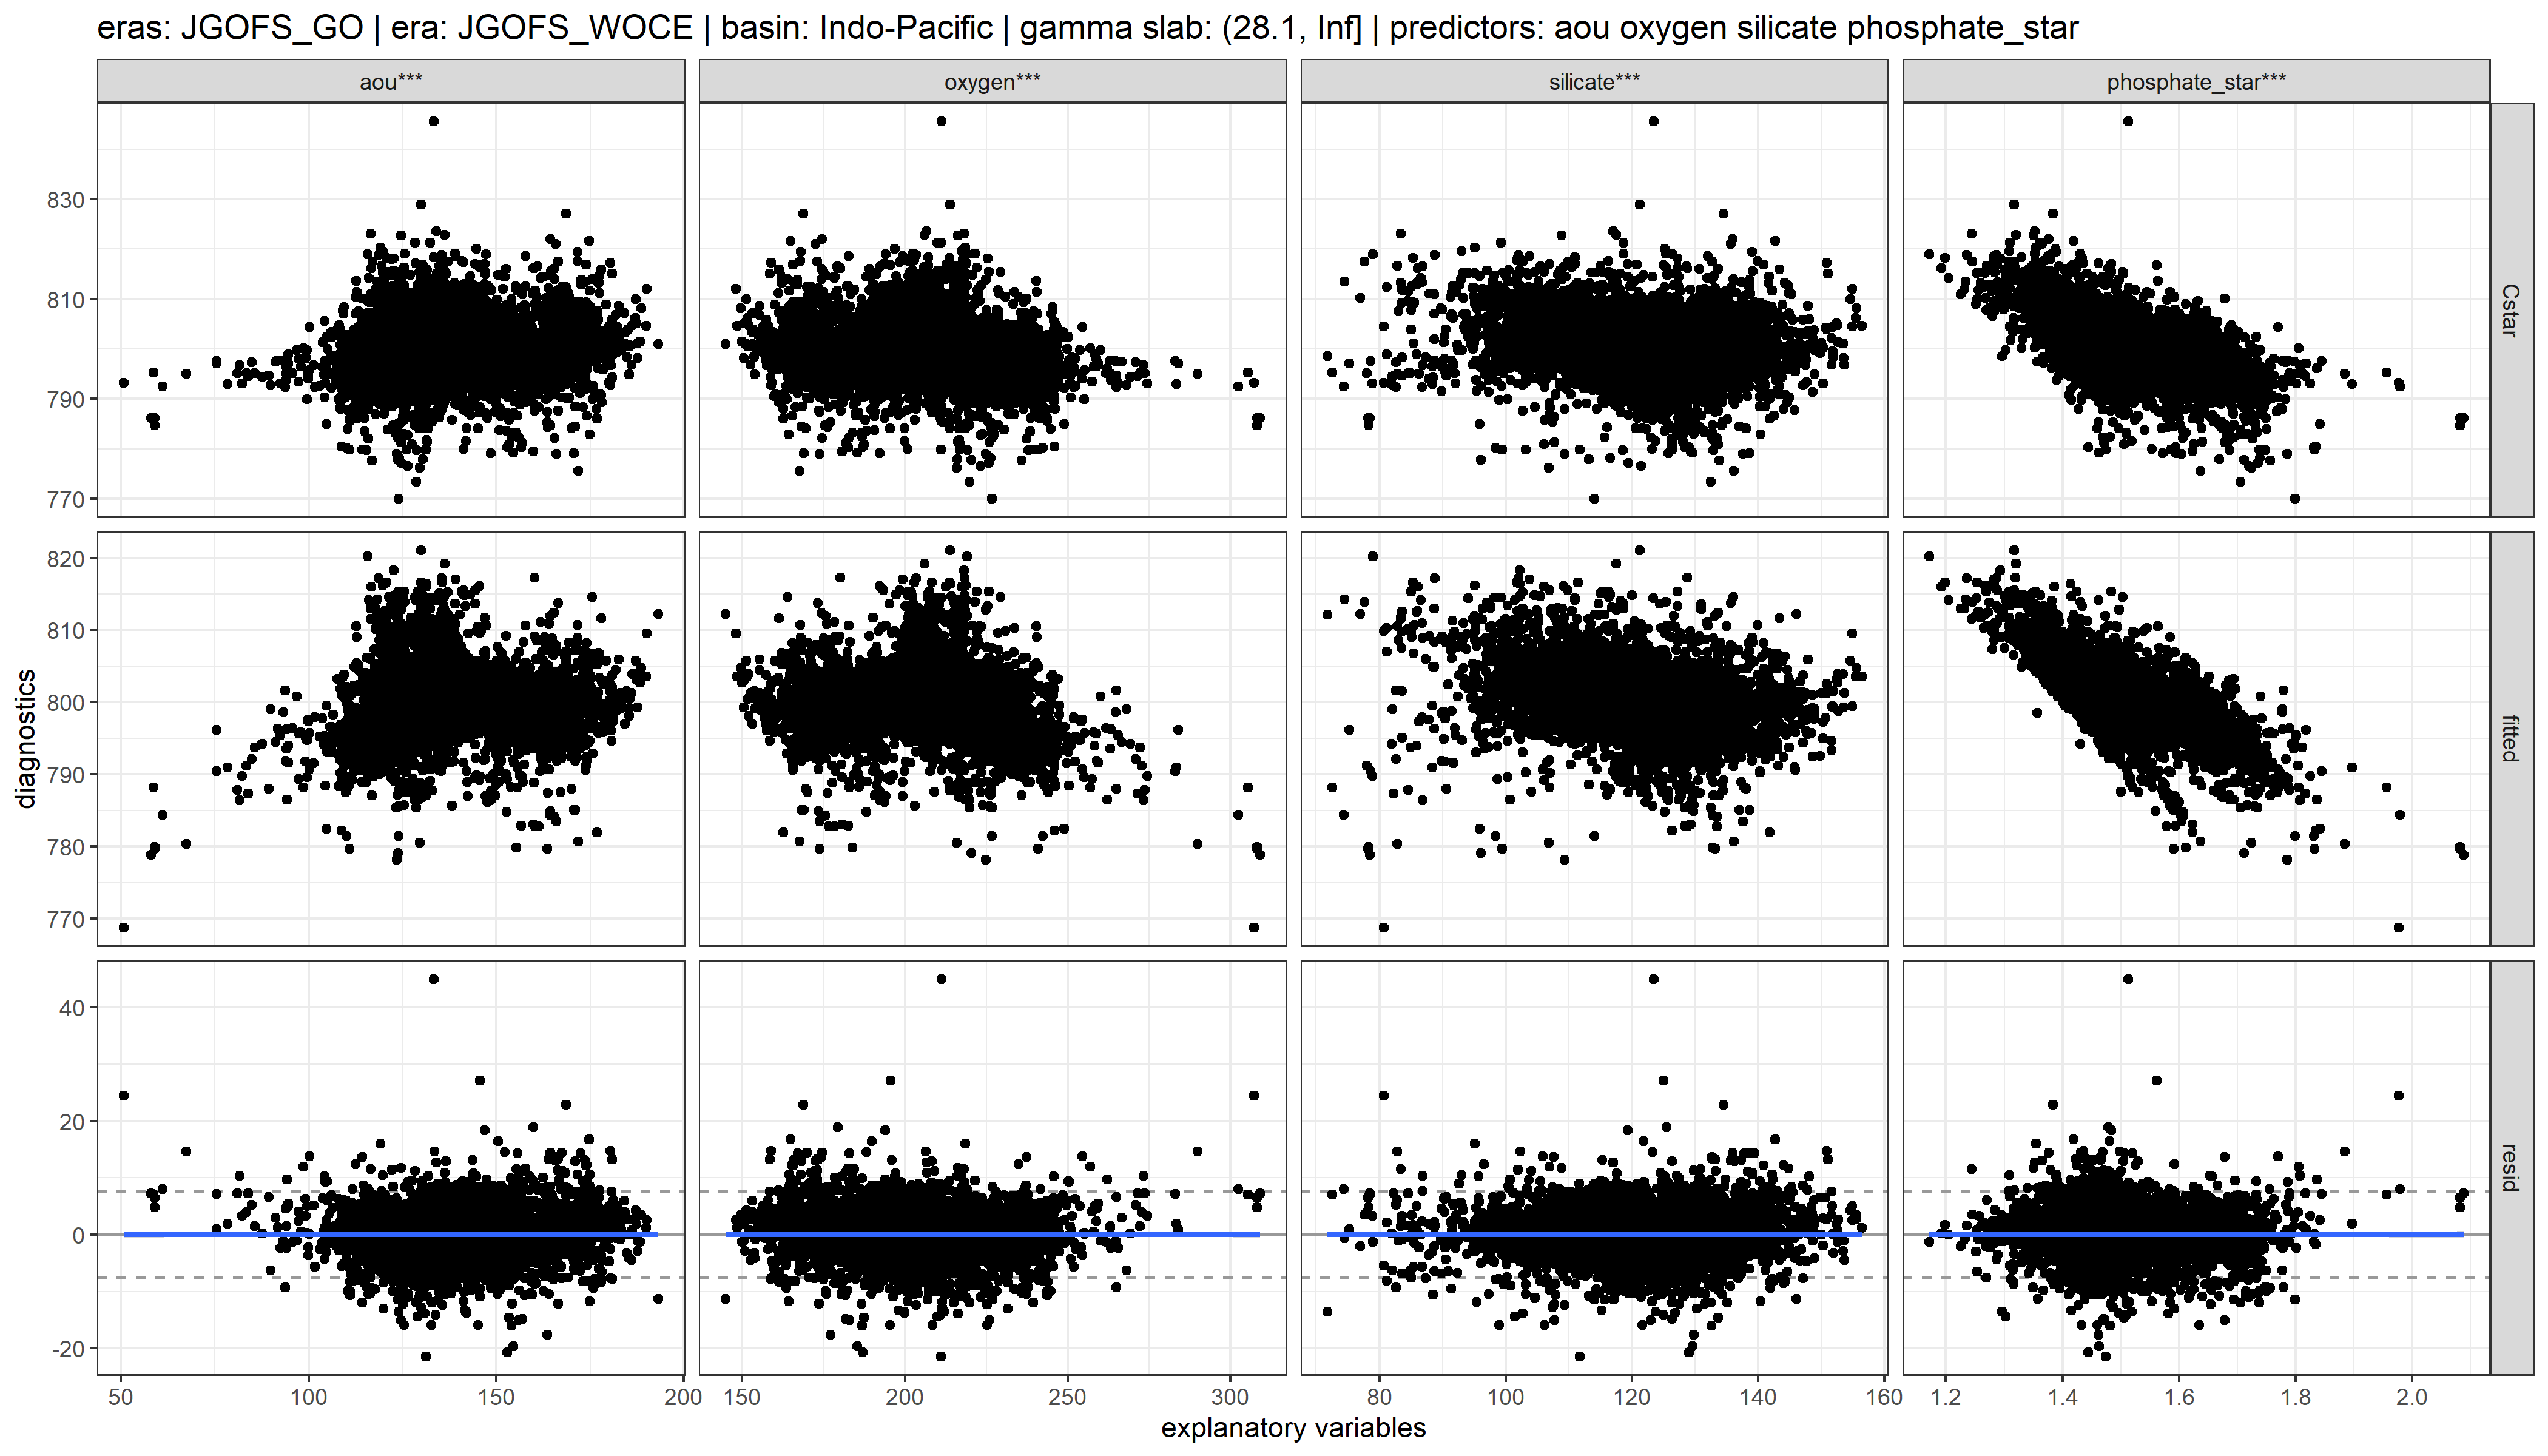 eras: JGOFS_GO | era: JGOFS_WOCE | basin: Indo-Pacific | gamma slab: (28.1, Inf] | predictors: aou oxygen silicate phosphate_star
aou*** oxygen*** silicate*** phosphate_star***
830
810
790
770
Cstar
820
810
800
790
780
770
fitted
diagnostics
40
20
0
-20
resid
50 100 150 200 150 200 250 300 80 100 120 140 160 1.2 1.4 1.6 1.8 2.0
explanatory variables